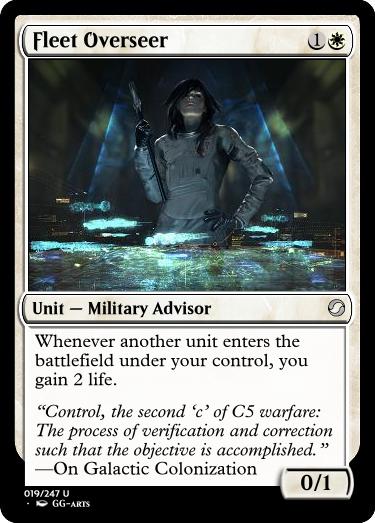 Fleet Overseer
1
Unit — Military Advisor
Whenever another unit enters the
battlefield under your control, you
gain 2 life.
“Control, the second ‘c’ of C5 warfare:
The process of verification and correction
such that the objective is accomplished.”
—On Galactic Colonization
0/1
019/247 U
· GG-ARTS